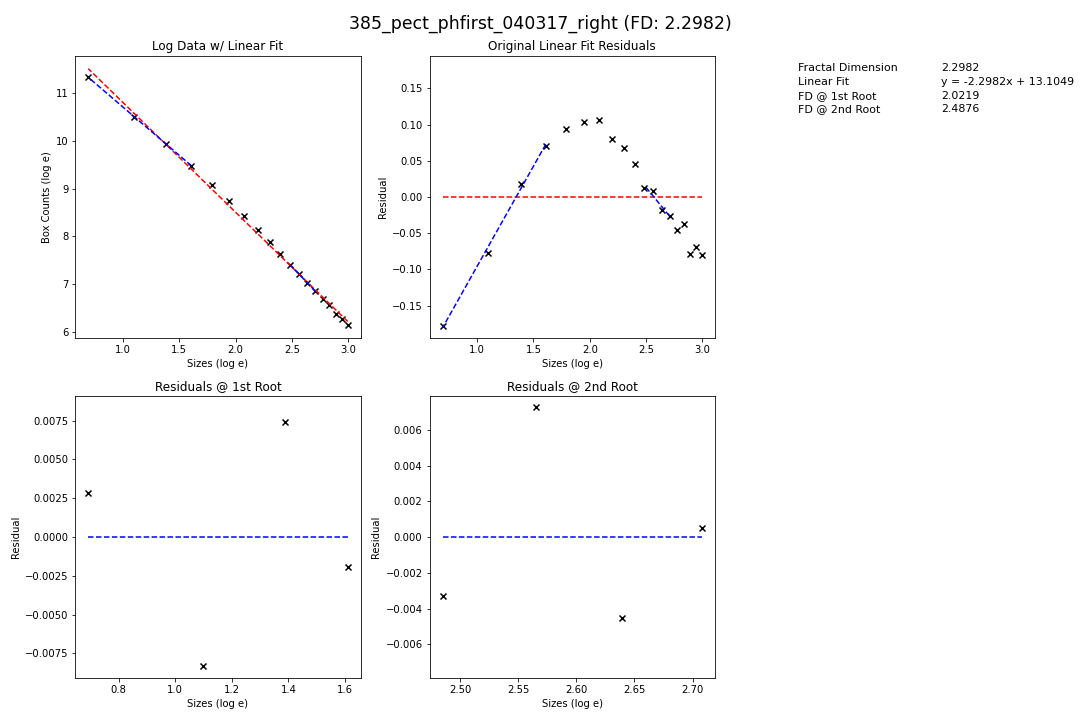 385_pect_phfirst_040317_right (FD: 2.2982)
Log Data w/ Linear Fit
Box Counts (log e)
11
10
9
8
7
6
1.0 1.5 2.0 2.5 3.0
Sizes (log e)
Original Linear Fit Residuals
Residual
0.15
0.10
0.05
0.00
−0.05
−0.10
−0.15
1.0 1.5 2.0 2.5 3.0
Sizes (log e)
Fractal Dimension 2.2982
Linear Fit y = -2.2982x + 13.1049
FD @ 1st Root 2.0219
FD @ 2nd Root 2.4876
Residuals @ 1st Root
Residual
0.0075
0.0050
0.0025
0.0000
−0.0025
−0.0050
−0.0075
0.8 1.0 1.2 1.4 1.6
Sizes (log e)
Residuals @ 2nd Root
Residual
0.006
0.004
0.002
0.000
−0.002
−0.004
−0.006
2.50 2.55 2.60 2.65 2.70
Sizes (log e)